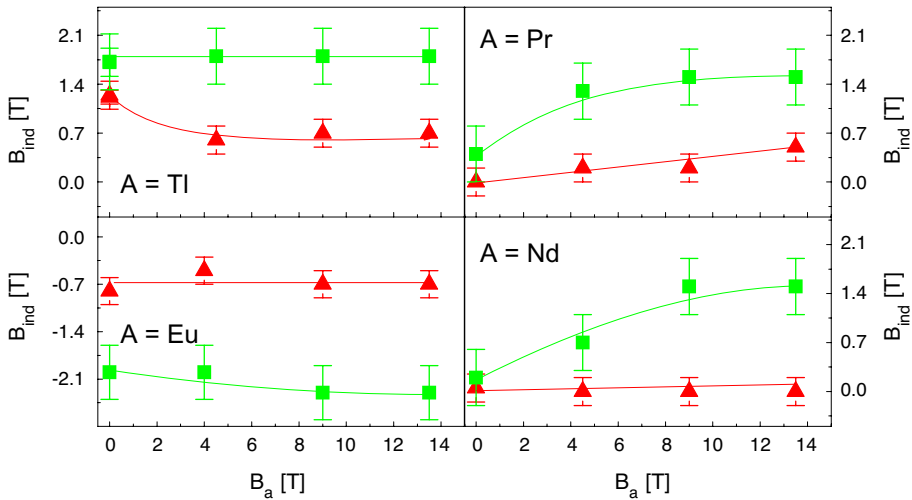 2.1
1.4
0.7
0.0
B_ind [T]
A = Tl
A = Pr
2.1
1.4
0.7
0.0
B_ind [T]
0.0
-0.7
-1.4
-2.1
B_ind [T]
A = Eu
A = Nd
2.1
1.4
0.7
0.0
B_ind [T]
0 2 4 6 8 10 12 14
0 2 4 6 8 10 12 14
B_a [T]
B_a [T]